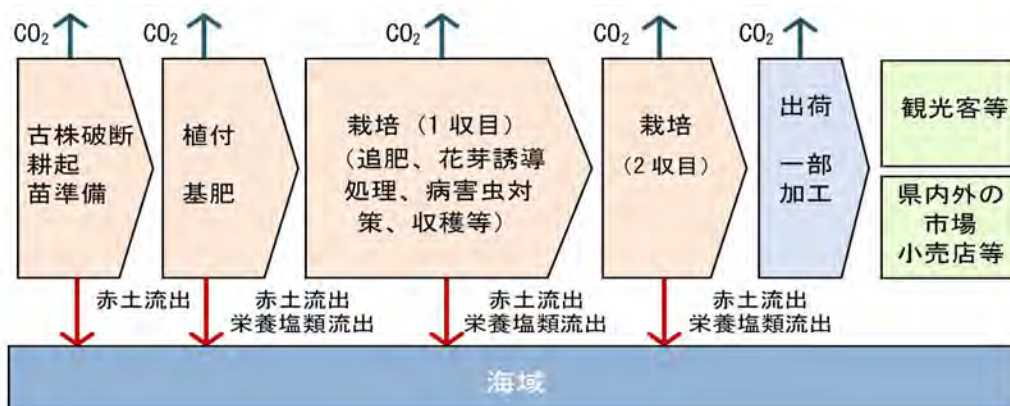 CO₂
CO₂
CO₂
CO₂
CO₂
古株破断
耕起
苗準備
植付
基肥
栽培（1収目）
（追肥、花芽誘導
処理、病害虫対
策、収穫等）
栽培
（2収目）
出荷
一部
加工
観光客等
県内外の
市場
小売店等
赤土流出
赤土流出
栄養塩類流出
赤土流出
栄養塩類流出
赤土流出
栄養塩類流出
海域